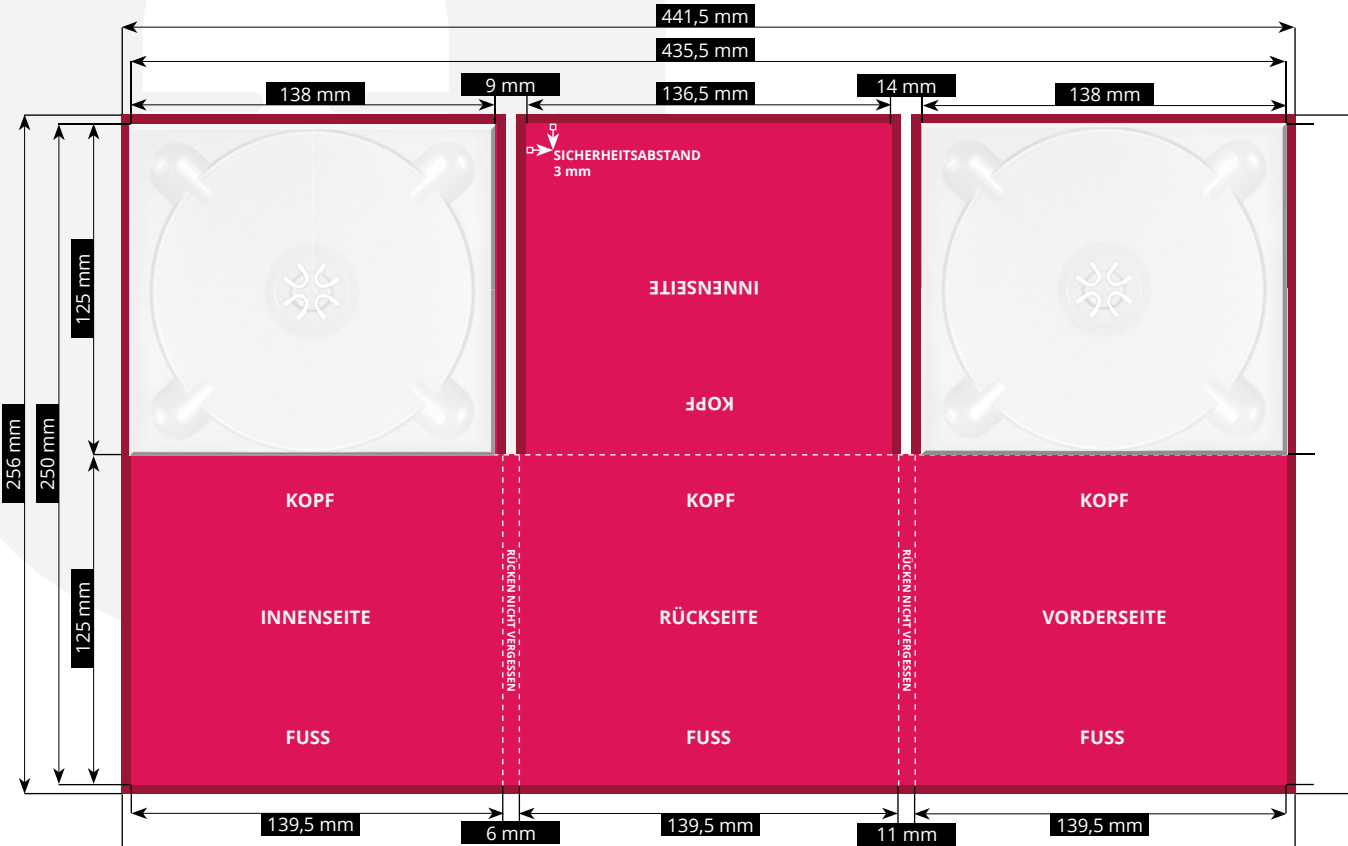 441,5 mm
435,5 mm
138 mm
9 mm
136,5 mm
14 mm
138 mm
SICHERHEITSABSTAND
3 mm
125 mm
INNENSEITE
KOPF
256 mm
250 mm
KOPF
KOPF
KOPF
125 mm
RÜCKEN NICHT VERGESSEN
RÜCKEN NICHT VERGESSEN
INNENSEITE
RÜCKSEITE
VORDERSEITE
FUSS
FUSS
FUSS
139,5 mm
6 mm
139,5 mm
11 mm
139,5 mm